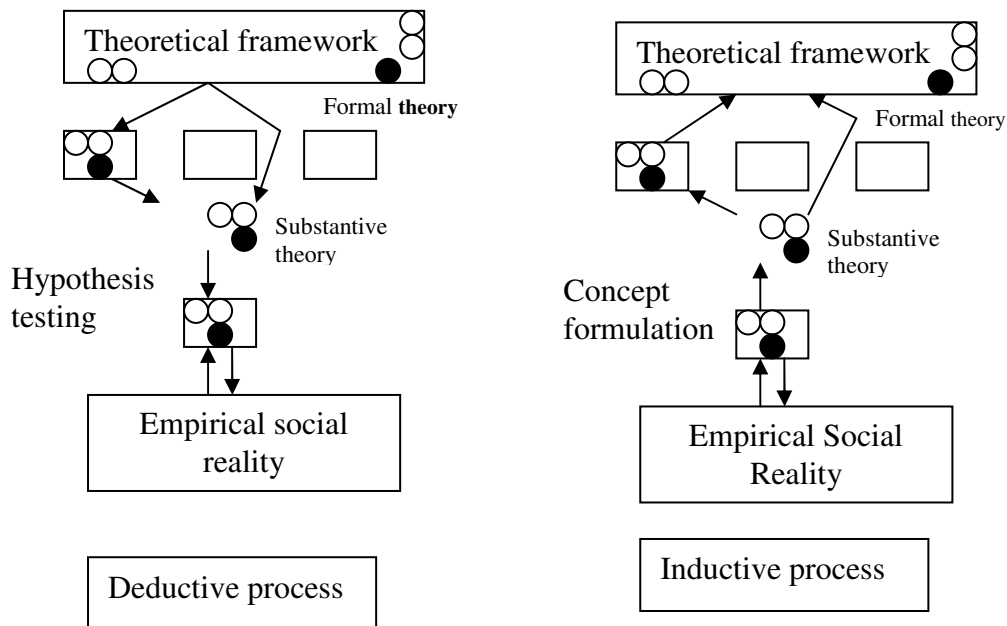 Theoretical framework
Formal theory
Substantive
theory
Hypothesis
testing
Empirical social
reality
Deductive process
Theoretical framework
Formal theory
Substantive
theory
Concept
formulation
Empirical Social
Reality
Inductive process